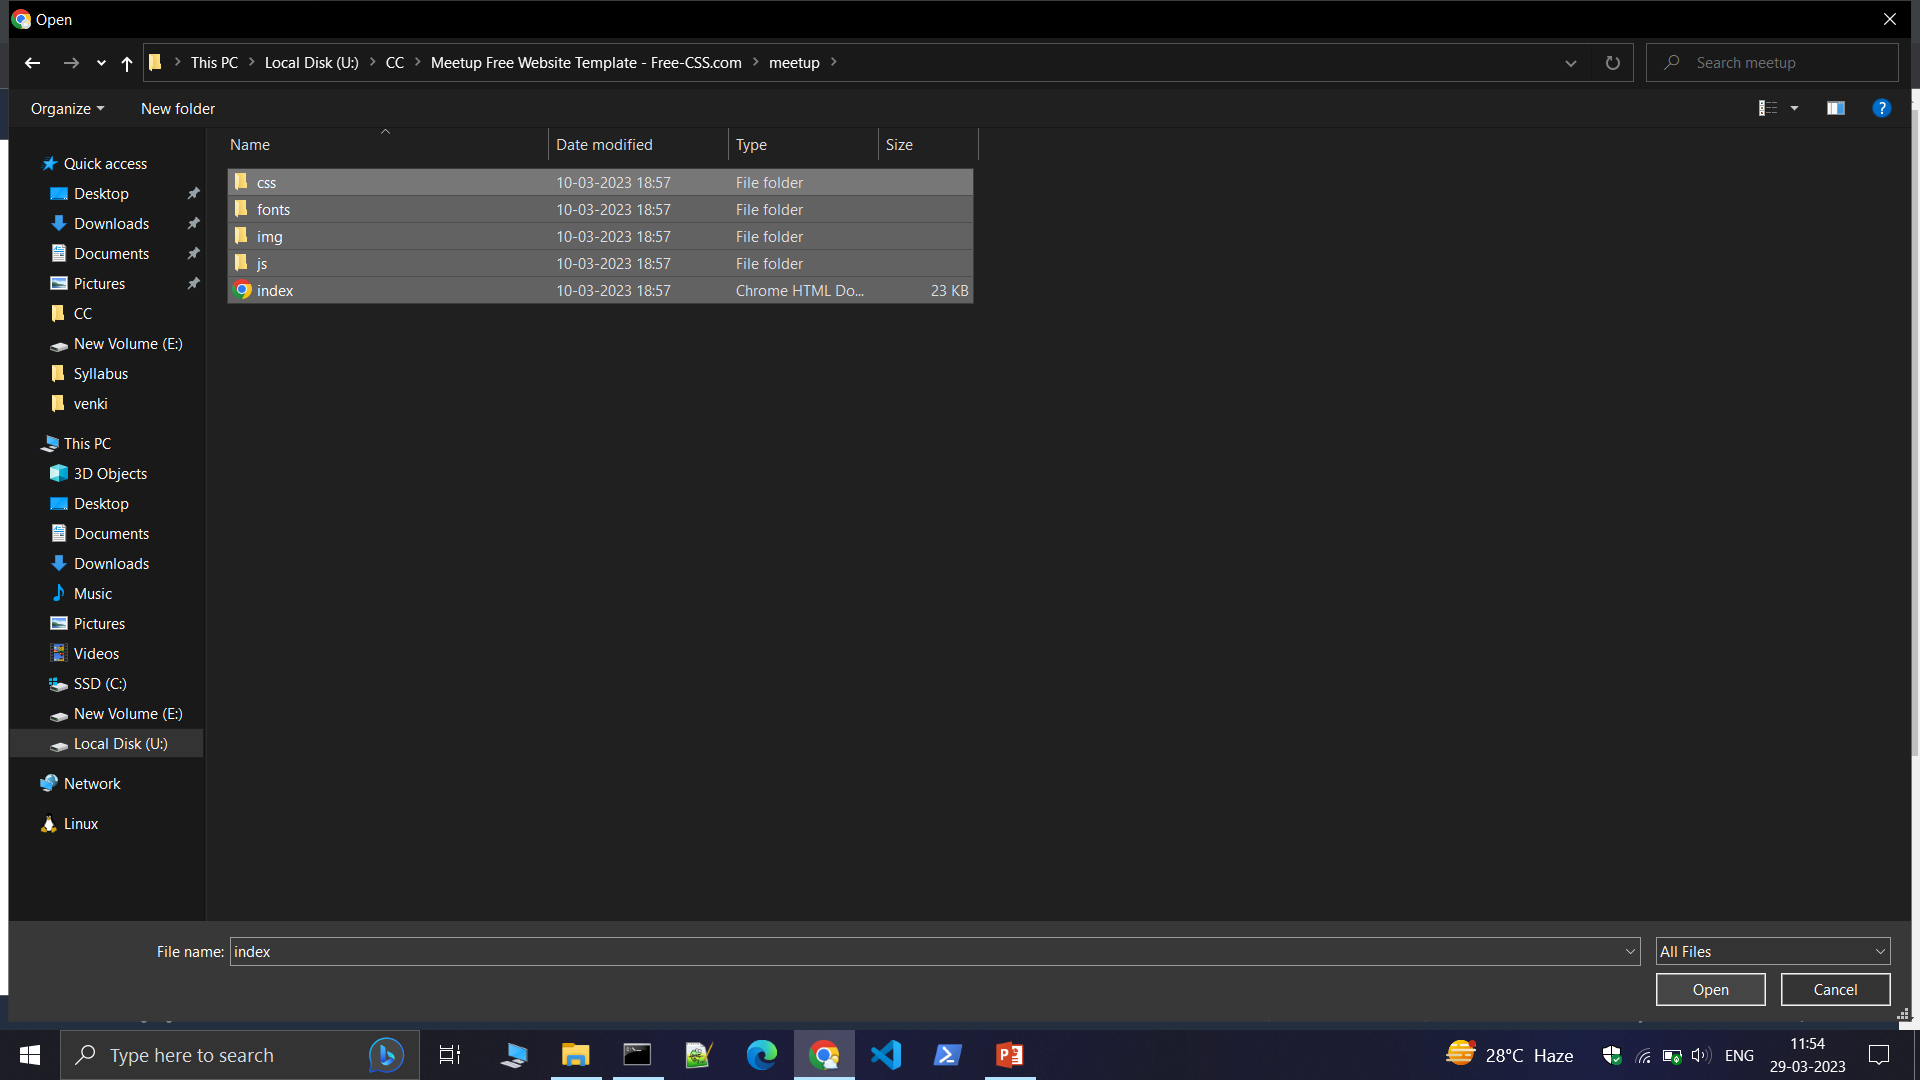 Open
This PC Local Disk (U:) CC Meetup Free Website Template - Free-CSS.com meetup Search meetup
Organize New folder ?
Name Date modified Type Size
Quick access
Desktop
Downloads
Documents
Pictures
CC
New Volume (E:)
Syllabus
venki
This PC
3D Objects
Desktop
Documents
Downloads
Music
Pictures
Videos
SSD (C:)
New Volume (E:)
Local Disk (U:)
Network
Linux
css 10-03-2023 18:57 File folder
fonts 10-03-2023 18:57 File folder
img 10-03-2023 18:57 File folder
js 10-03-2023 18:57 File folder
index 10-03-2023 18:57 Chrome HTML Do... 23 KB
File name: index All Files
Open Cancel
Type here to search 28°C Haze ENG 11:54
29-03-2023